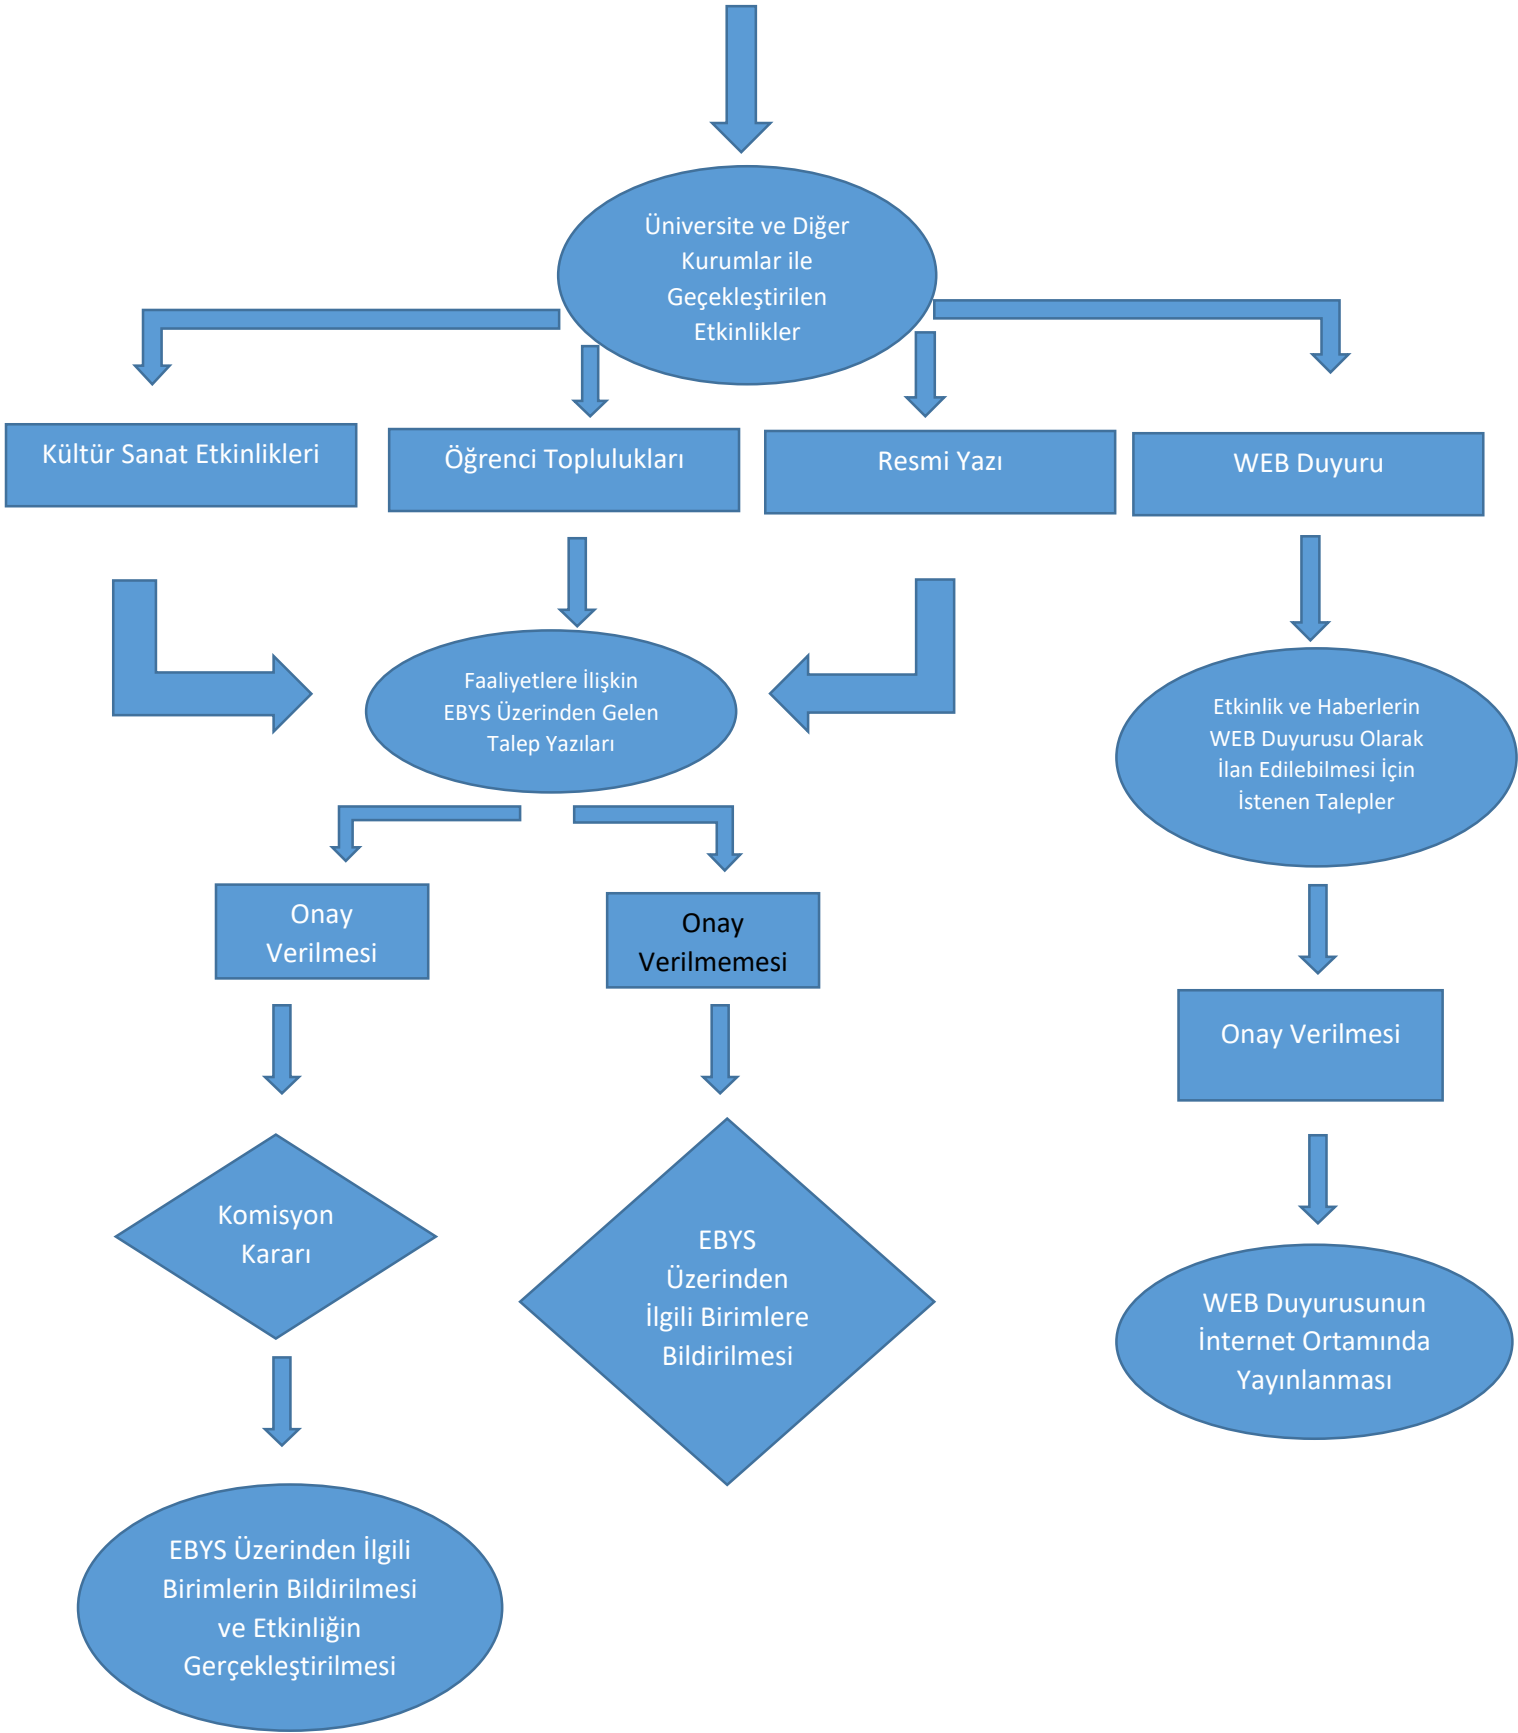 Üniversite ve Diğer
Kurumlar ile
Geçekleştirilen
Etkinlikler
Kültür Sanat Etkinlikleri
Öğrenci Toplulukları
Resmi Yazı
WEB Duyuru
Faaliyetlere İlişkin
EBYS Üzerinden Gelen
Talep Yazıları
Etkinlik ve Haberlerin
WEB Duyurusu Olarak
İlan Edilebilmesi İçin
İstenen Talepler
Onay
Verilmesi
Onay
Verilmemesi
Onay Verilmesi
Komisyon
Kararı
EBYS
Üzerinden
İlgili Birimlere
Bildirilmesi
WEB Duyurusunun
İnternet Ortamında
Yayınlanması
EBYS Üzerinden İlgili
Birimlerin Bildirilmesi
ve Etkinliğin
Gerçekleştirilmesi